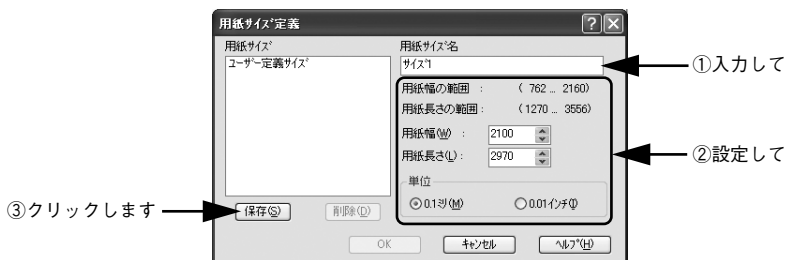 用紙サイズ定義
用紙サイズ
ユーザー定義サイズ
用紙サイズ名
サイズ1
①入力して
用紙幅の範囲 : ( 762 ... 2160)
用紙長さの範囲 : (1270 ... 3556)
用紙幅(W) : 2100
用紙長さ(L) : 2970
②設定して
単位
0.1ミリ(M) 0.01インチ(I)
③クリックします
保存(S) 削除(D)
OK キャンセル ヘルプ(H)